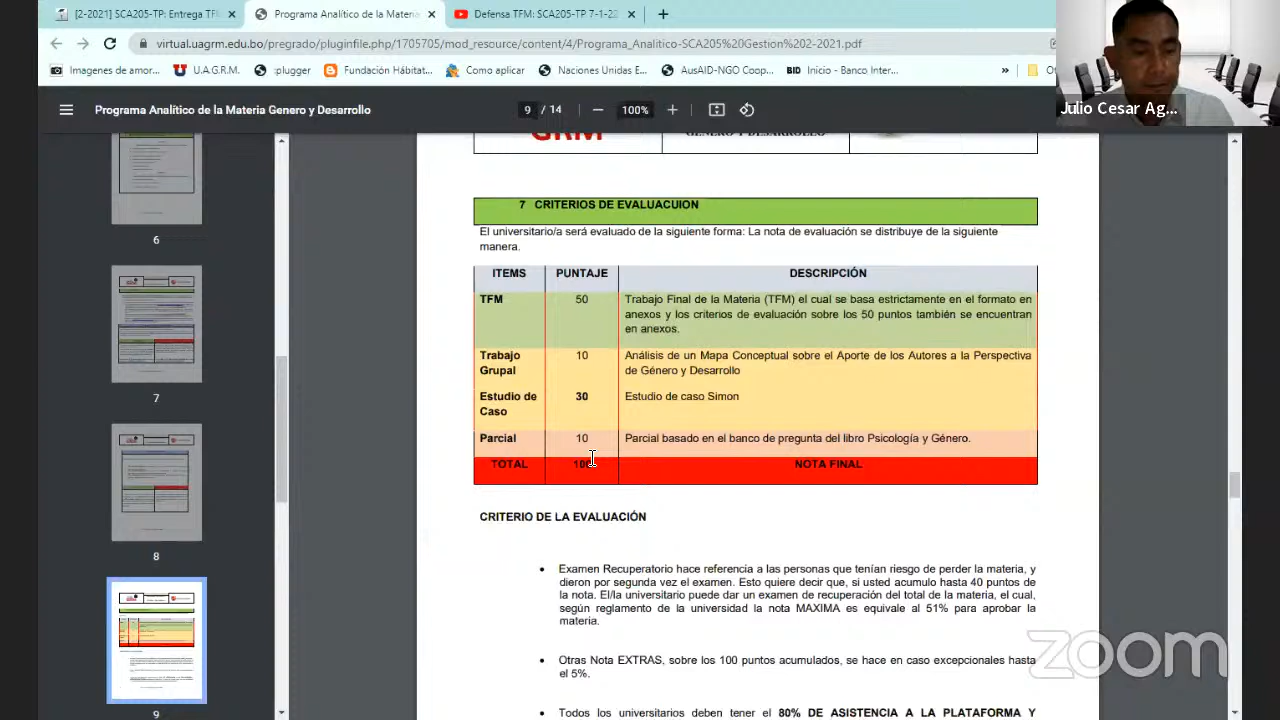 [2-2021] SCA205-TP: Entrega TFM
Programa Analítico de la Materia
Defensa TFM: SCA205-TP 7-1-22
virtual.uagrm.edu.bo/pregrado/pluginfile.php/1705705/mod_resource/content/4/Programa_Analitico-SCA205%20Gestion%202-2021.pdf
Imagenes de amor...
U.A.G.R.M.
:plugger
Fundación Hábitat...
Como aplicar
Naciones Unidas E...
AusAID-NGO Coop...
BID Inicio - Banco Inter...
»
Julio Cesar Ag...
Programa Analítico de la Materia Genero y Desarrollo
9 / 14
100%
GRM
GENERO Y DESARROLLO
6
7
8
9
7 CRITERIOS DE EVALUACUION
El universitario/a será evaluado de la siguiente forma: La nota de evaluación se distribuye de la siguiente
manera.
ITEMS PUNTAJE DESCRIPCIÓN
TFM 50 Trabajo Final de la Materia (TFM) el cual se basa estrictamente en el formato en
anexos y los criterios de evaluación sobre los 50 puntos también se encuentran
en anexos.
Trabajo 10 Análisis de un Mapa Conceptual sobre el Aporte de los Autores a la Perspectiva
Grupal de Género y Desarrollo
Estudio de 30 Estudio de caso Simon
Caso
Parcial 10 Parcial basado en el banco de pregunta del libro Psicología y Género.
TOTAL 100 NOTA FINAL
CRITERIO DE LA EVALUACIÓN
• Examen Recuperatorio hace referencia a las personas que tenían riesgo de perder la materia, y
dieron por segunda vez el examen. Esto quiere decir que, si usted acumulo hasta 40 puntos de
la nota. El/la universitario puede dar un examen de recuperación del total de la materia, el cual,
según reglamento de la universidad la nota MAXIMA es equivale al 51% para aprobar la
materia.
• Otras Nota EXTRAS, sobre los 100 puntos acumulados, se hace en caso excepcionales hasta
el 5%.
• Todos los universitarios deben tener el 80% DE ASISTENCIA A LA PLATAFORMA Y
zoom